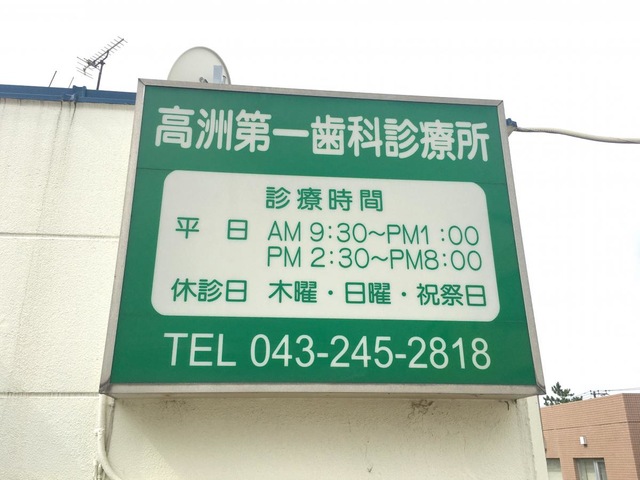 高洲第一歯科診療所
診療時間
平日 AM 9:30～PM1:00
PM 2:30～PM8:00
休診日 木曜・日曜・祝祭日
TEL 043-245-2818